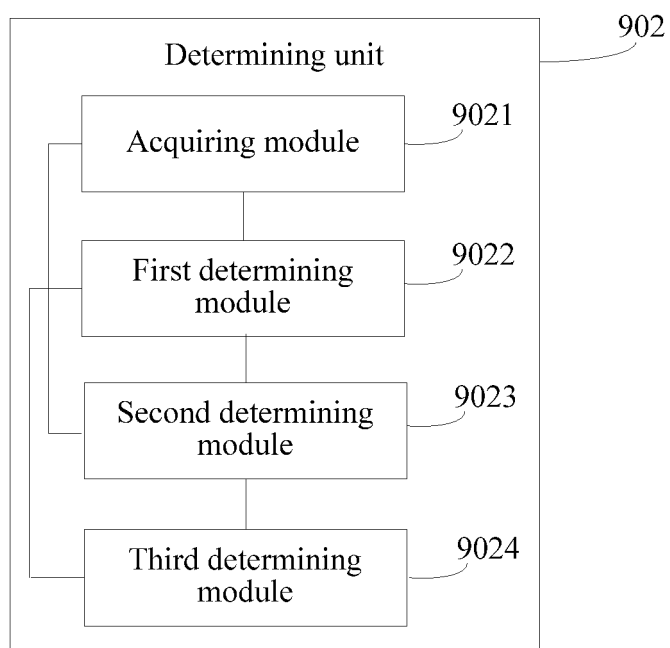 902
Determining unit
Acquiring module
9021
First determining
module
9022
Second determining
module
9023
Third determining
module
9024